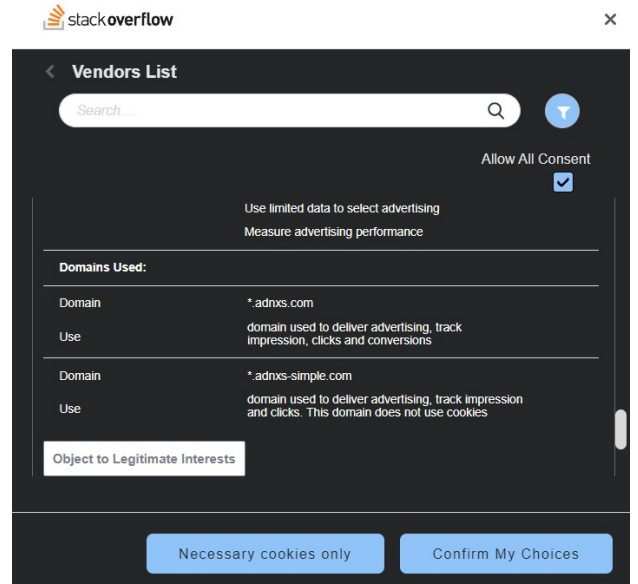 stackoverflow
Vendors List
Search...
Allow All Consent
Use limited data to select advertising
Measure advertising performance
Domains Used:
Domain
*.adnxs.com
Use
domain used to deliver advertising, track
impression, clicks and conversions
Domain
*.adnxs-simple.com
Use
domain used to deliver advertising, track impression
and clicks. This domain does not use cookies
Object to Legitimate Interests
Necessary cookies only
Confirm My Choices